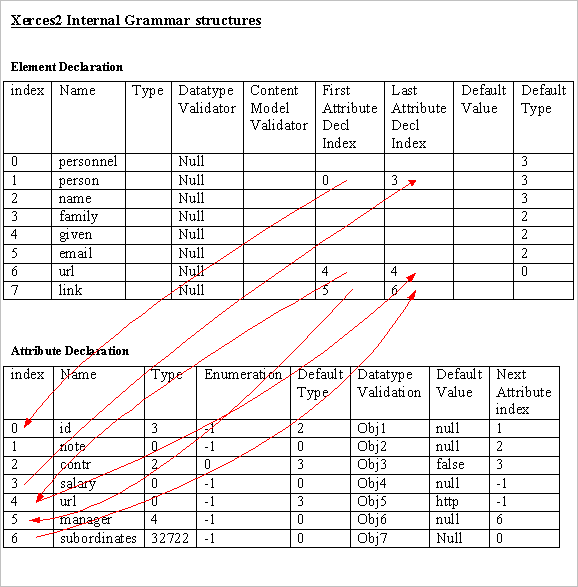 Xerces2 Internal Grammar structures
Element Declaration
index Name Type Datatype Validator Content Model Validator First Attribute Decl Index Last Attribute Decl Index Default Value Default Type
0 personnel Null 3
1 person Null 0 3 3
2 name Null 3
3 family Null 2
4 given Null 2
5 email Null 2
6 url Null 4 4 0
7 link Null 5 6
Attribute Declaration
index Name Type Enumeration Default Type Datatype Validation Default Value Next Attribute index
0 id 3 -1 2 Obj1 null 1
1 note 0 -1 0 Obj2 null 2
2 contr 2 0 3 Obj3 false 3
3 salary 0 -1 0 Obj4 null -1
4 url 0 -1 3 Obj5 http -1
5 manager 4 -1 0 Obj6 null 6
6 subordinates 32722 -1 0 Obj7 Null 0